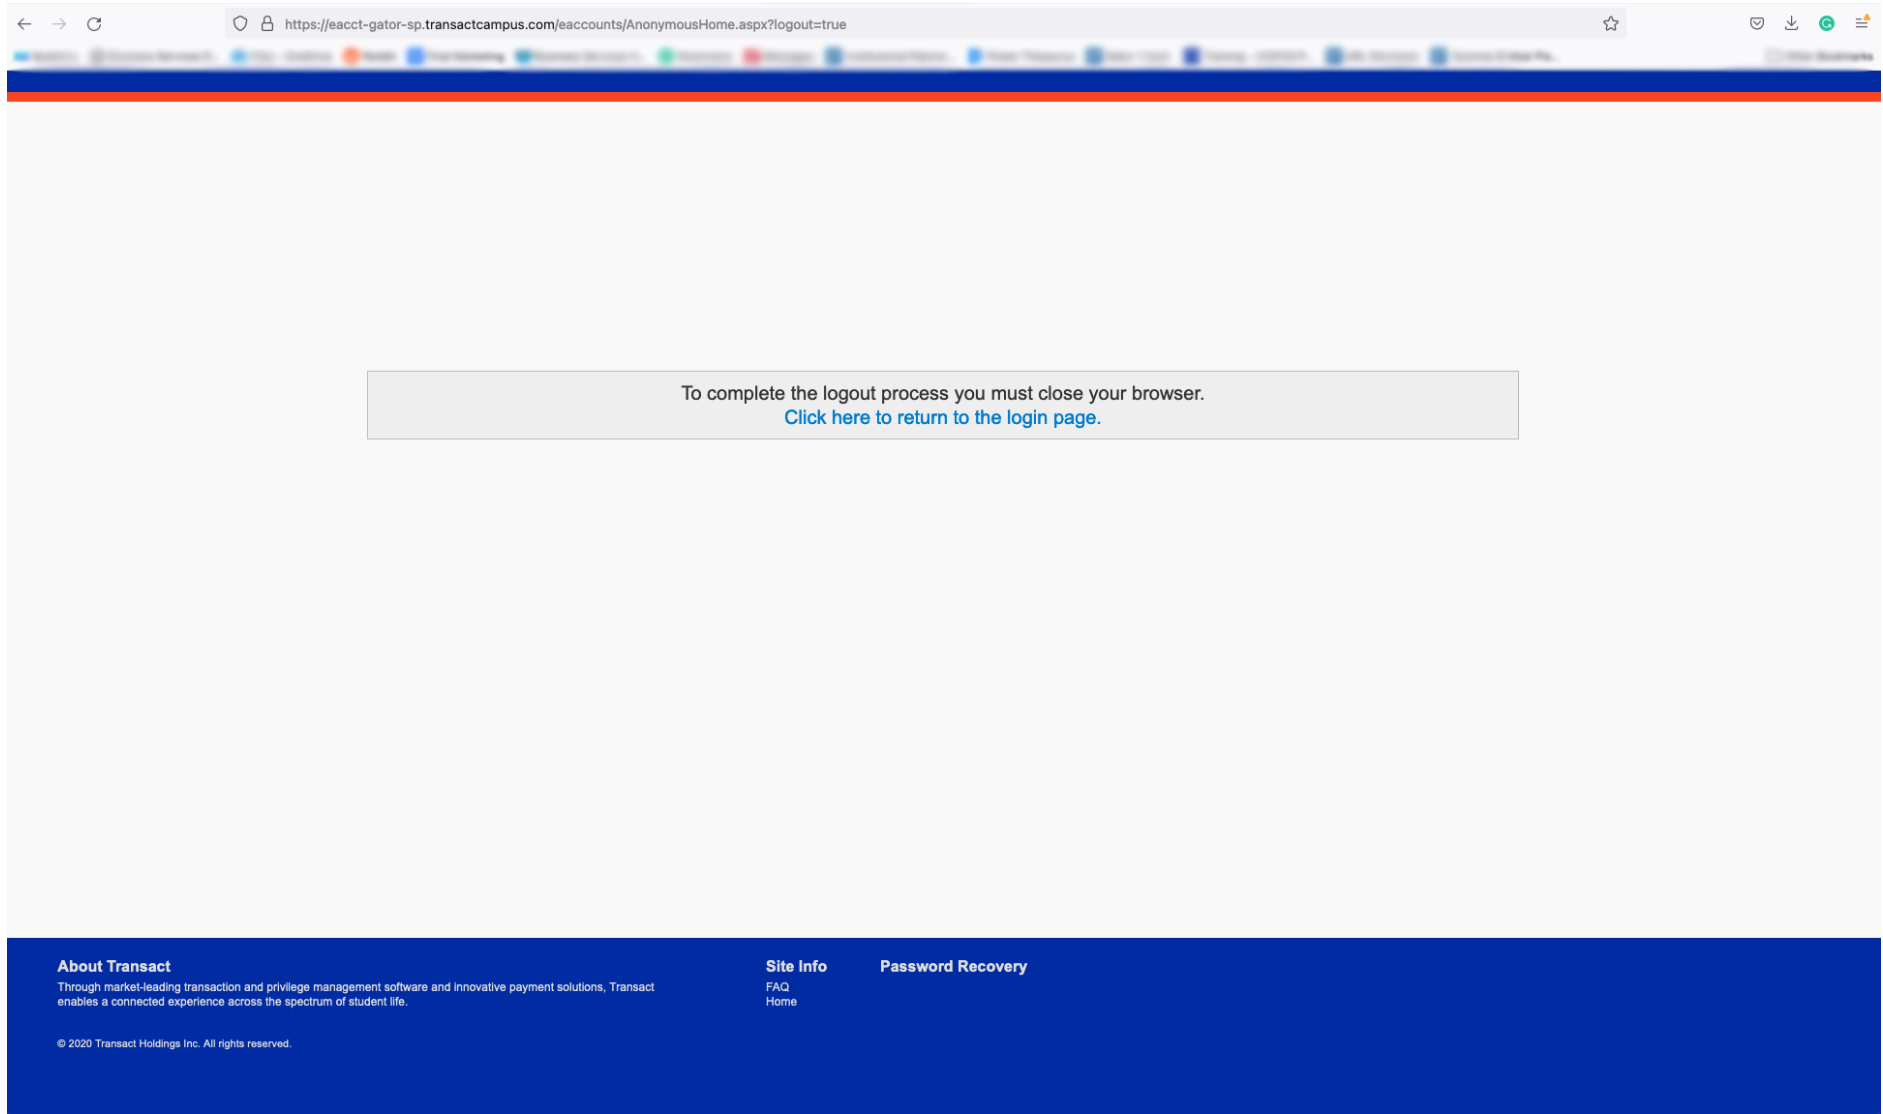 https://eacct-gator-sp.transactcampus.com/eaccounts/AnonymousHome.aspx?logout=true
To complete the logout process you must close your browser.
Click here to return to the login page.
About Transact
Through market-leading transaction and privilege management software and innovative payment solutions, Transact
enables a connected experience across the spectrum of student life.
© 2020 Transact Holdings Inc. All rights reserved.
Site Info
FAQ
Home
Password Recovery